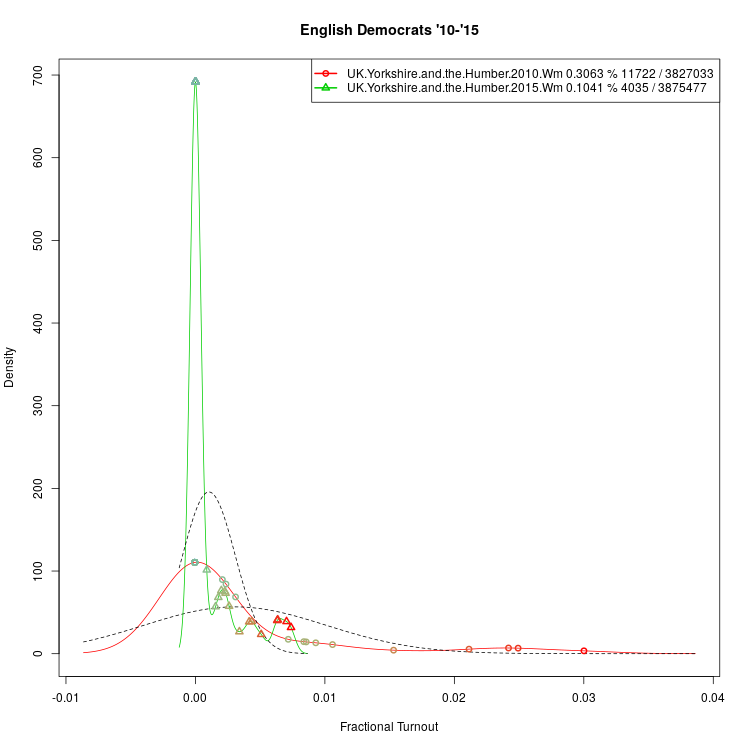 English Democrats '10-'15
UK.Yorkshire.and.the.Humber.2010.Wm 0.3063 % 11722 / 3827033
UK.Yorkshire.and.the.Humber.2015.Wm 0.1041 % 4035 / 3875477
700
600
500
400
300
200
100
0
Density
-0.01 0.00 0.01 0.02 0.03 0.04
Fractional Turnout